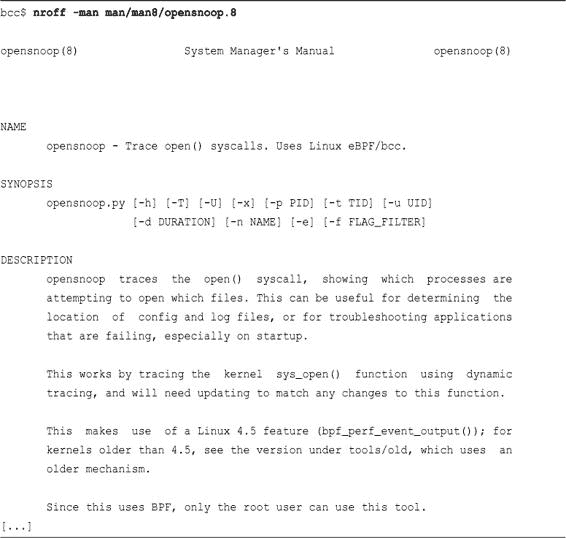 bcc$ nroff -man man/man8/opensnoop.8
opensnoop(8) System Manager's Manual opensnoop(8)
NAME
opensnoop - Trace open() syscalls. Uses Linux eBPF/bcc.
SYNOPSIS
opensnoop.py [-h] [-T] [-U] [-x] [-p PID] [-t TID] [-u UID]
[-d DURATION] [-n NAME] [-e] [-f FLAG_FILTER]
DESCRIPTION
opensnoop traces the open() syscall, showing which processes are
attempting to open which files. This can be useful for determining the
location of config and log files, or for troubleshooting applications
that are failing, especially on startup.
This works by tracing the kernel sys_open() function using dynamic
tracing, and will need updating to match any changes to this function.
This makes use of a Linux 4.5 feature (bpf_perf_event_output()); for
kernels older than 4.5, see the version under tools/old, which uses an
older mechanism.
Since this uses BPF, only the root user can use this tool.
[...]